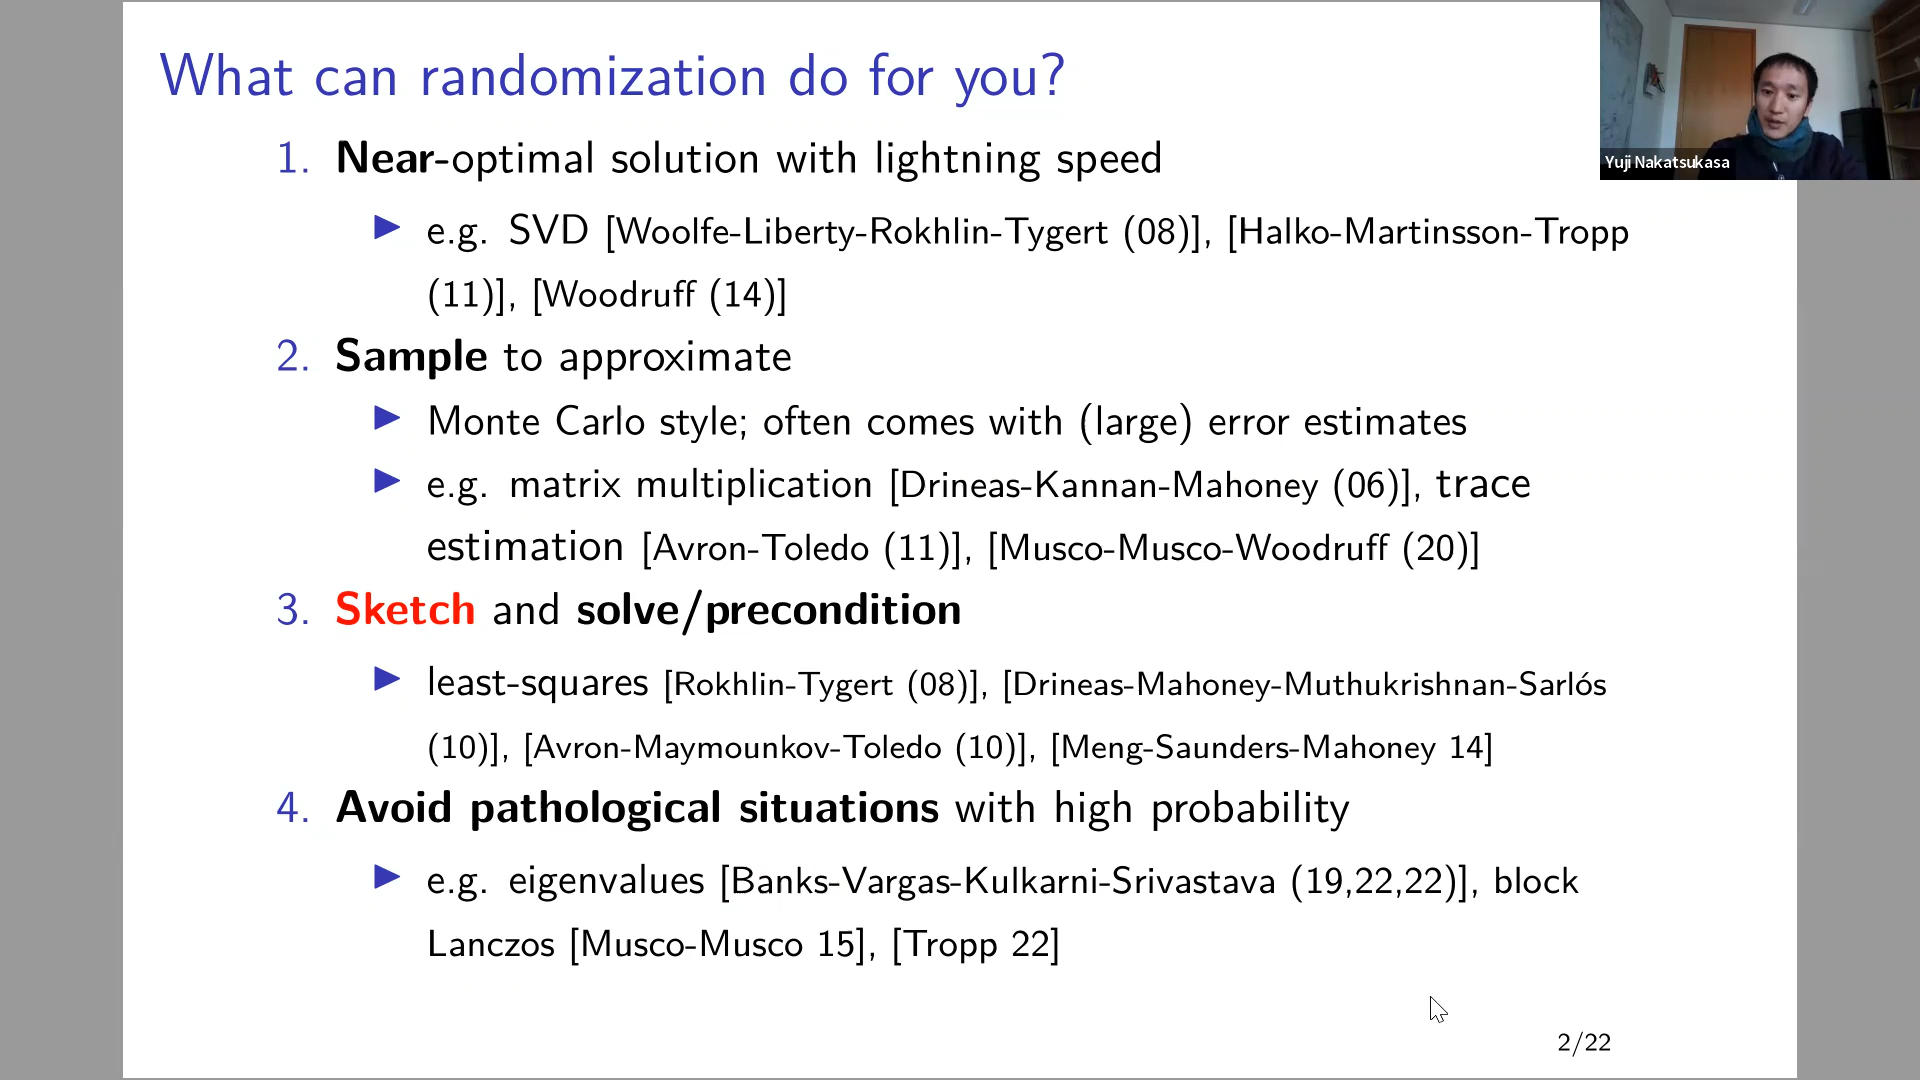 What can randomization do for you?
Yuji Nakatsukasa
1. Near-optimal solution with lightning speed
e.g. SVD [Woolfe-Liberty-Rokhlin-Tygert (08)], [Halko-Martinsson-Tropp
(11)], [Woodruff (14)]
2. Sample to approximate
Monte Carlo style; often comes with (large) error estimates
e.g. matrix multiplication [Drineas-Kannan-Mahoney (06)], trace
estimation [Avron-Toledo (11)], [Musco-Musco-Woodruff (20)]
3. Sketch and solve/precondition
least-squares [Rokhlin-Tygert (08)], [Drineas-Mahoney-Muthukrishnan-Sarlós
(10)], [Avron-Maymounkov-Toledo (10)], [Meng-Saunders-Mahoney 14]
4. Avoid pathological situations with high probability
e.g. eigenvalues [Banks-Vargas-Kulkarni-Srivastava (19,22,22)], block
Lanczos [Musco-Musco 15], [Tropp 22]
2/22